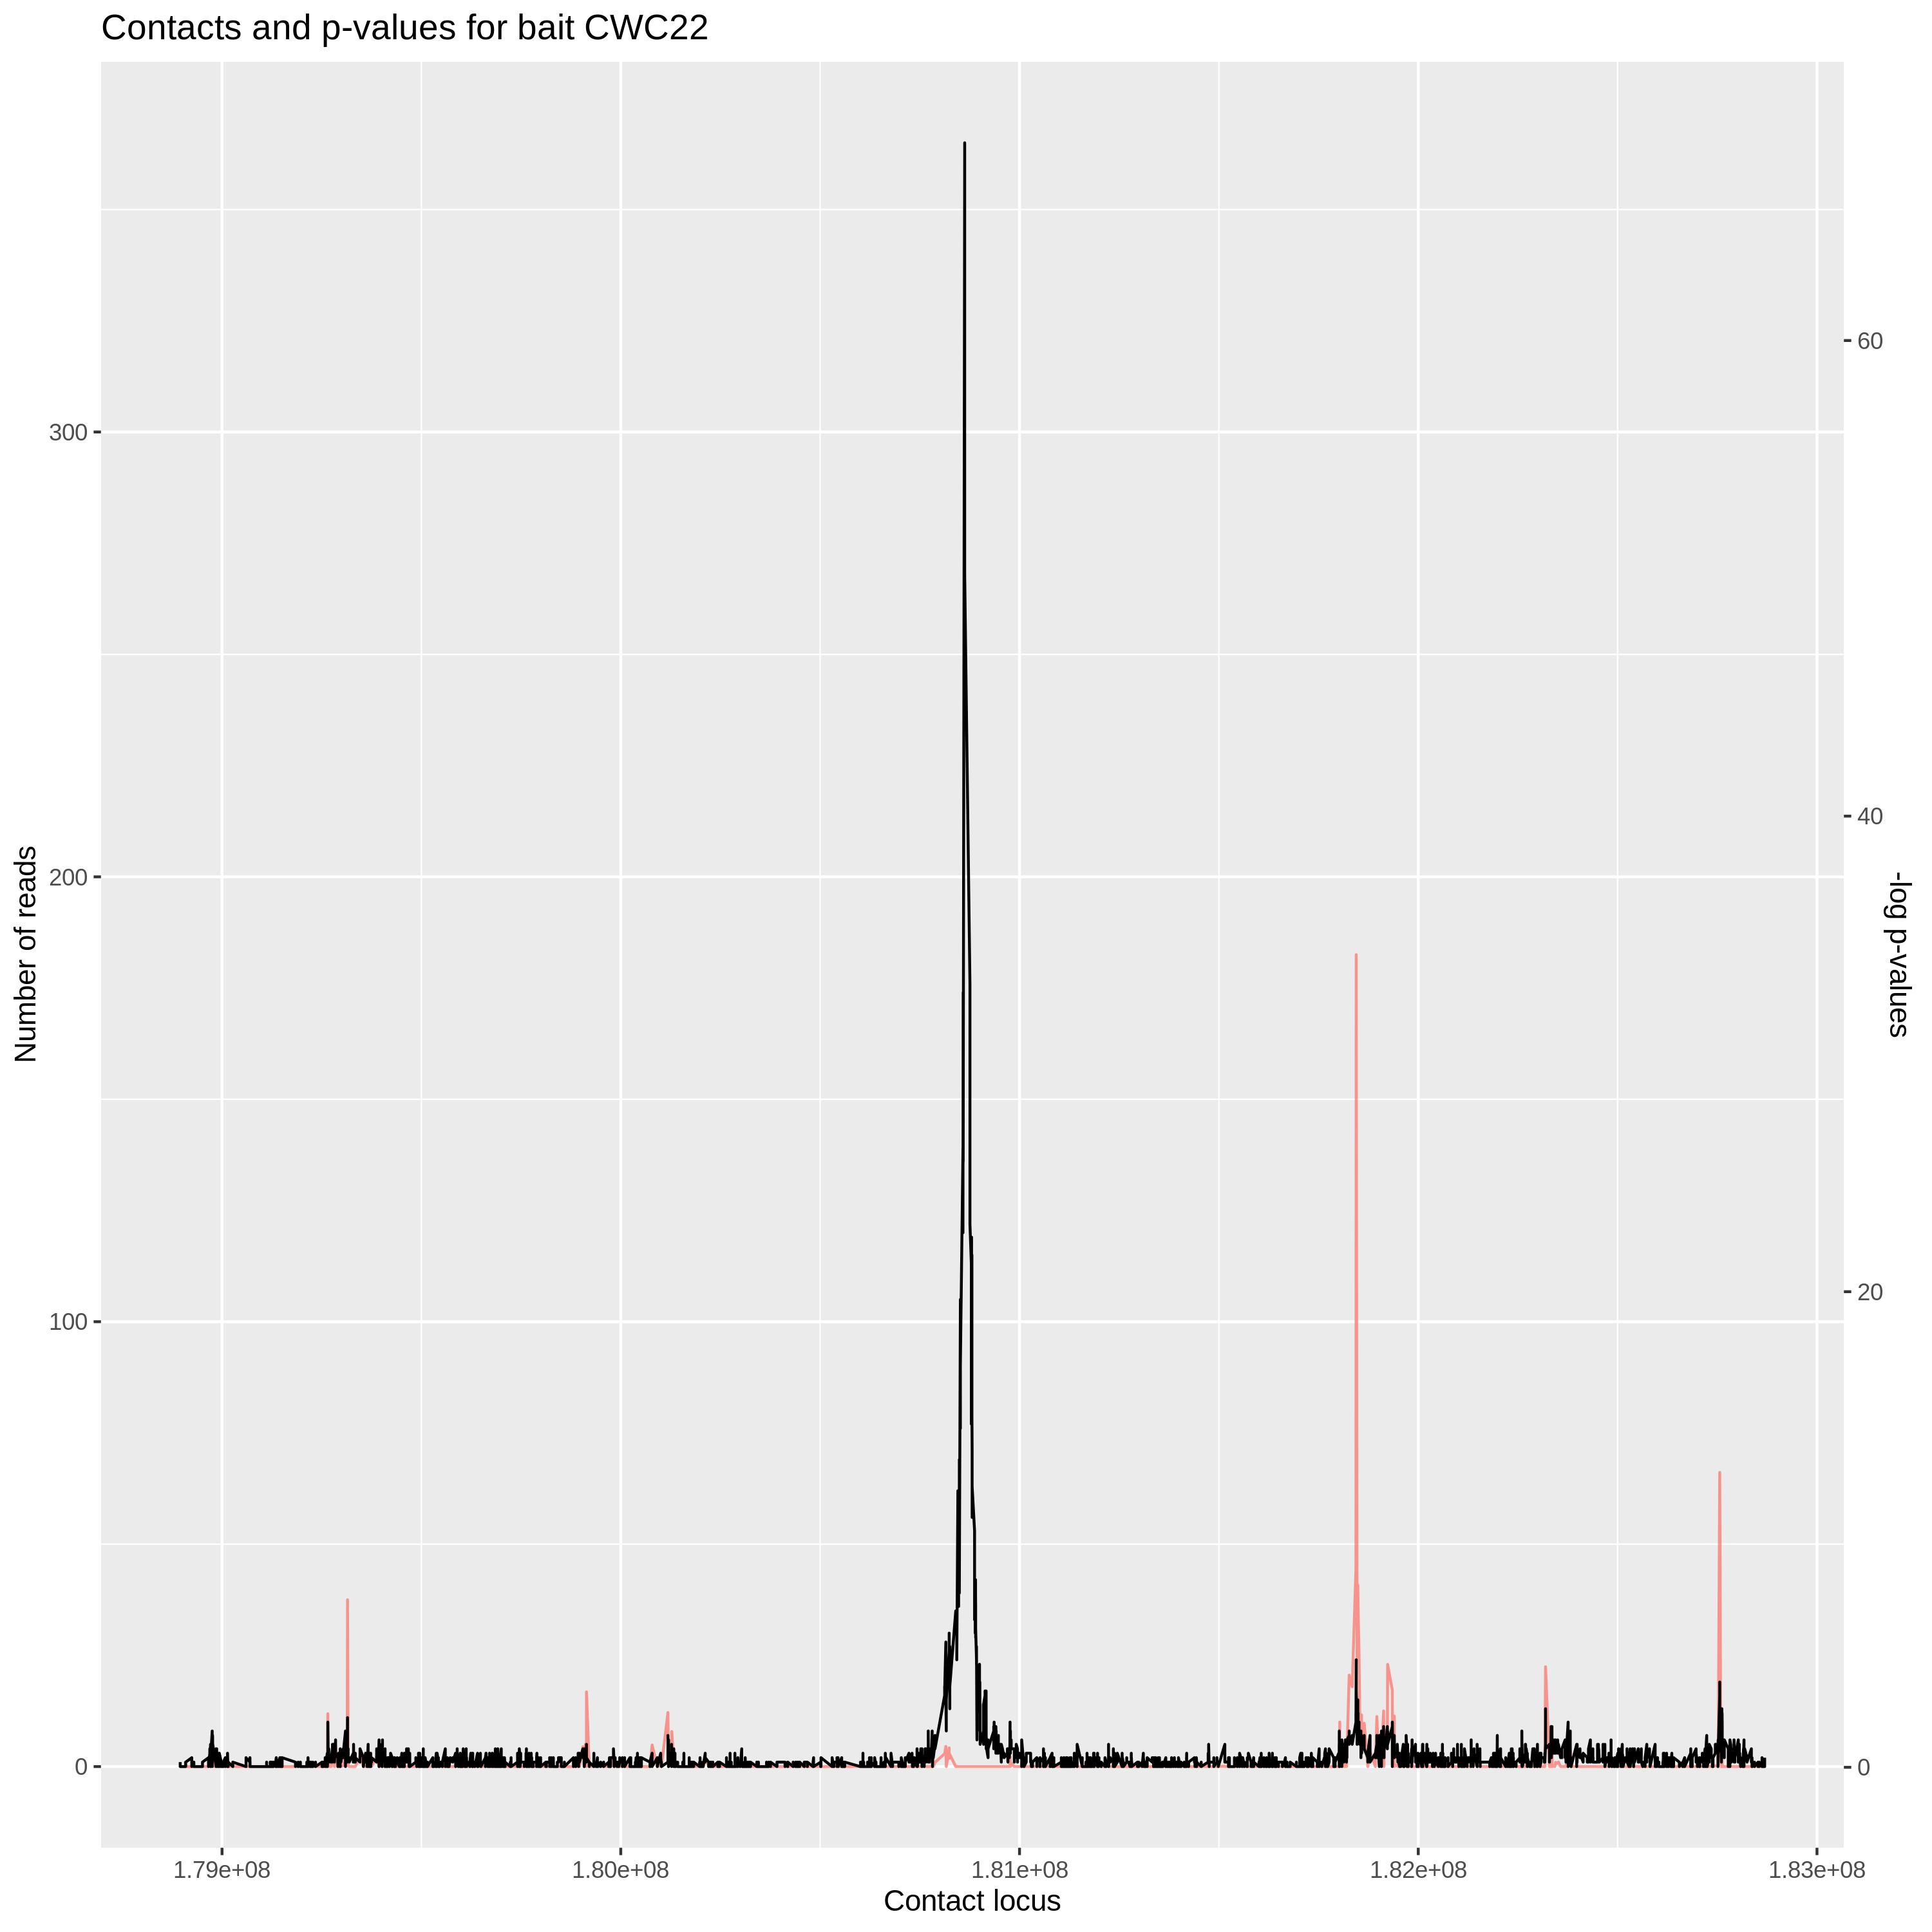 Contacts and p-values for bait CWC22
300
200
100
0
Number of reads
60
40
20
0
-log p-values
1.79e+08 1.80e+08 1.81e+08 1.82e+08 1.83e+08
Contact locus